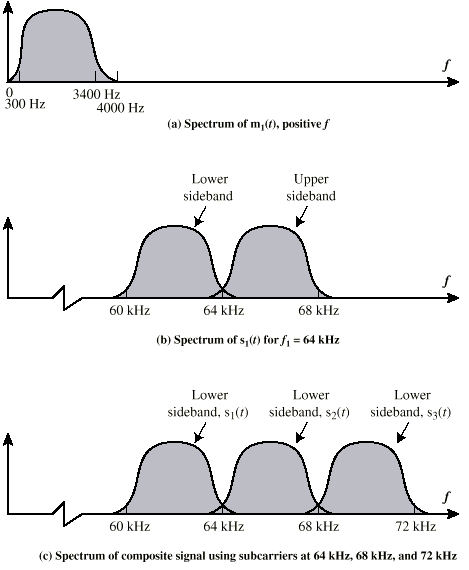 f
0
300 Hz
3400 Hz
4000 Hz
(a) Spectrum of m1(t), positive f
Lower
sideband
Upper
sideband
f
60 kHz
64 kHz
68 kHz
(b) Spectrum of s1(t) for f1 = 64 kHz
Lower
sideband, s1(t)
Lower
sideband, s2(t)
Lower
sideband, s3(t)
f
60 kHz
64 kHz
68 kHz
72 kHz
(c) Spectrum of composite signal using subcarriers at 64 kHz, 68 kHz, and 72 kHz